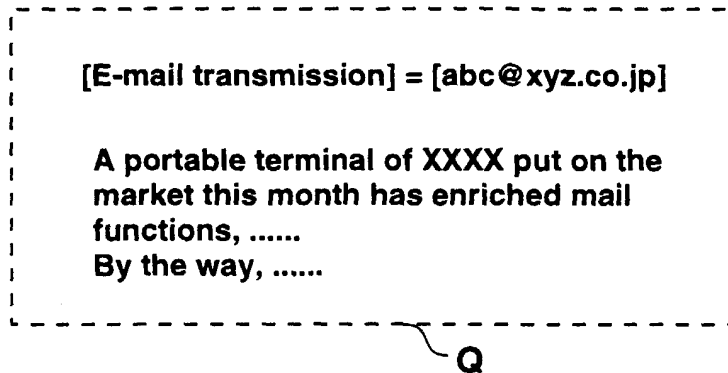 [E-mail transmission] = [abc@xyz.co.jp]
A portable terminal of XXXX put on the
market this month has enriched mail
functions, ......
By the way, ......
Q